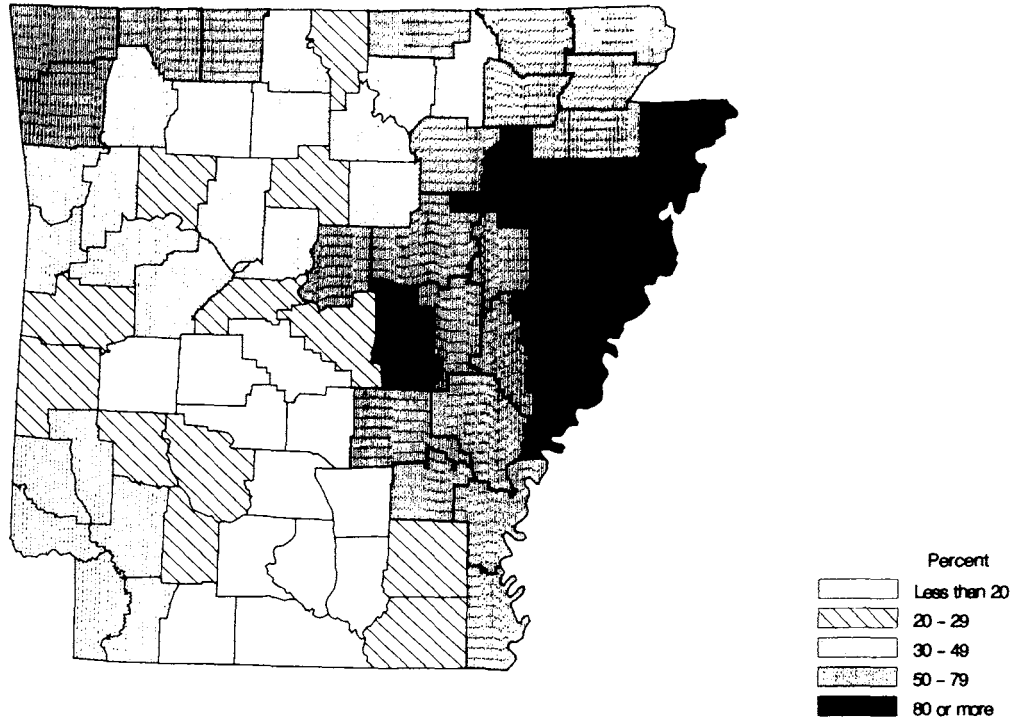 Percent
Less than 20
20 - 29
30 - 49
50 - 79
80 or more